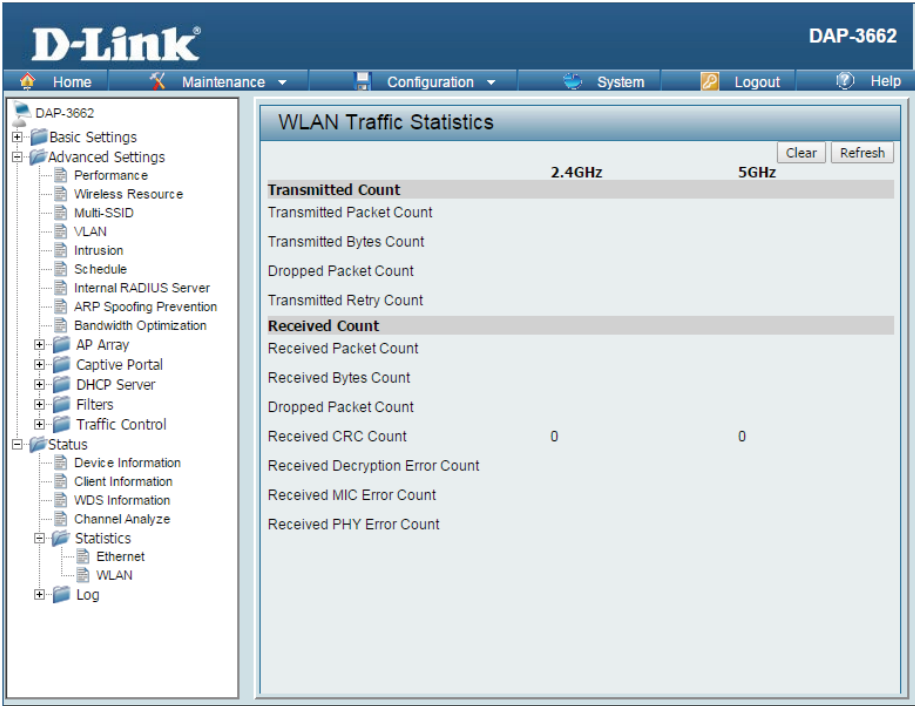 D-Link®
DAP-3662
Home Maintenance Configuration System Logout Help
DAP-3662
Basic Settings
Advanced Settings
Performance
Wireless Resource
Multi-SSID
VLAN
Intrusion
Schedule
Internal RADIUS Server
ARP Spoofing Prevention
Bandwidth Optimization
AP Array
Captive Portal
DHCP Server
Filters
Traffic Control
Status
Device Information
Client Information
WDS Information
Channel Analyze
Statistics
Ethernet
WLAN
Log
WLAN Traffic Statistics
Clear Refresh
2.4GHz 5GHz
Transmitted Count
Transmitted Packet Count
Transmitted Bytes Count
Dropped Packet Count
Transmitted Retry Count
Received Count
Received Packet Count
Received Bytes Count
Dropped Packet Count
Received CRC Count 0 0
Received Decryption Error Count
Received MIC Error Count
Received PHY Error Count